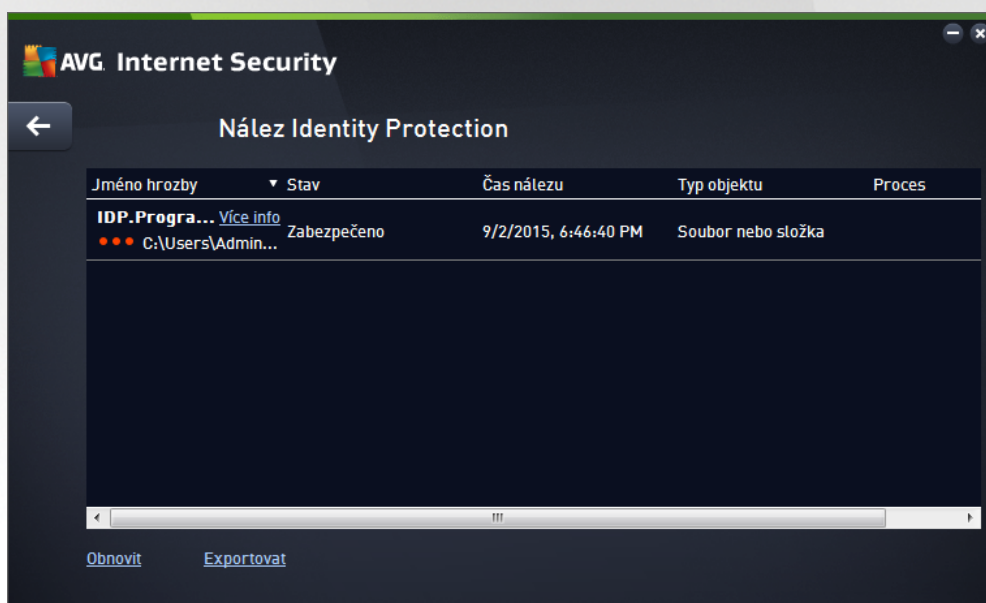 AVG Internet Security
Nález Identity Protection
Jméno hrozby Stav Čas nálezu Typ objektu Proces
IDP.Progra... Více info
C:\Users\Admin... Zabezpečeno 9/2/2015, 6:46:40 PM Soubor nebo složka
Obnovit Exportovat